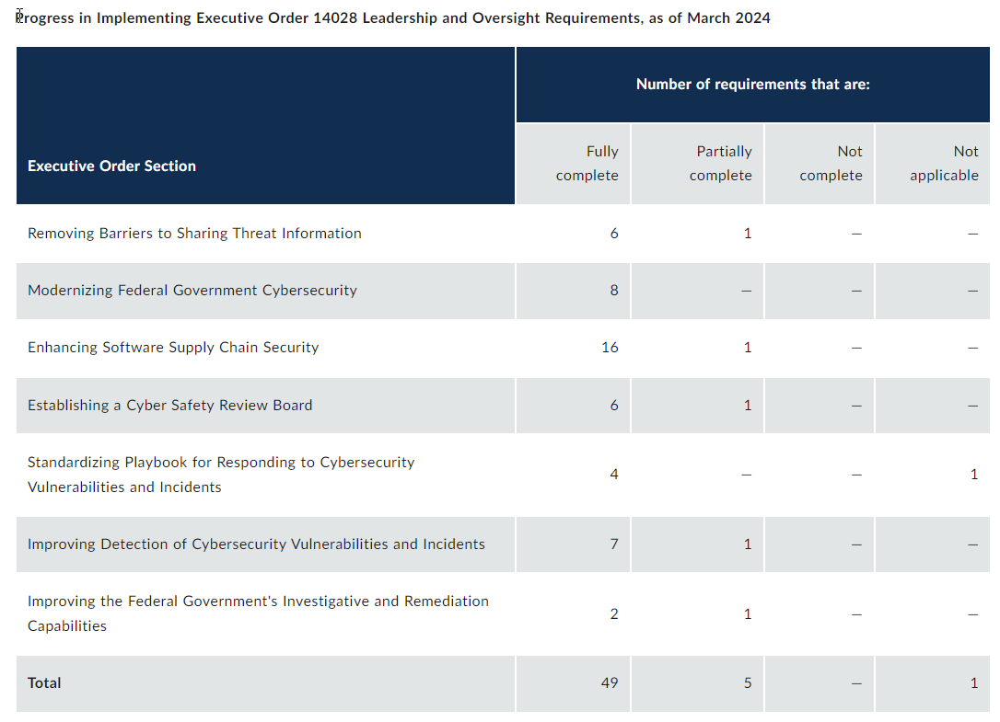 Progress in Implementing Executive Order 14028 Leadership and Oversight Requirements, as of March 2024
Number of requirements that are:
Executive Order Section
Fully complete
Partially complete
Not complete
Not applicable
Removing Barriers to Sharing Threat Information 6 1 — — 
Modernizing Federal Government Cybersecurity 8 — — —
Enhancing Software Supply Chain Security 16 1 — —
Establishing a Cyber Safety Review Board 6 1 — —
Standardizing Playbook for Responding to Cybersecurity
Vulnerabilities and Incidents 4 — — 1
Improving Detection of Cybersecurity Vulnerabilities and Incidents 7 1 — —
Improving the Federal Government's Investigative and Remediation
Capabilities 2 1 — —
Total 49 5 — 1